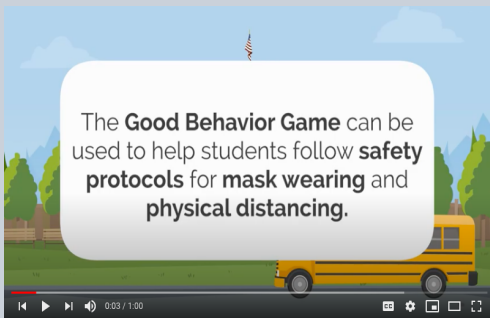 The Good Behavior Game can be
used to help students follow safety
protocols for mask wearing and
physical distancing.
0:03 / 1:00
CC